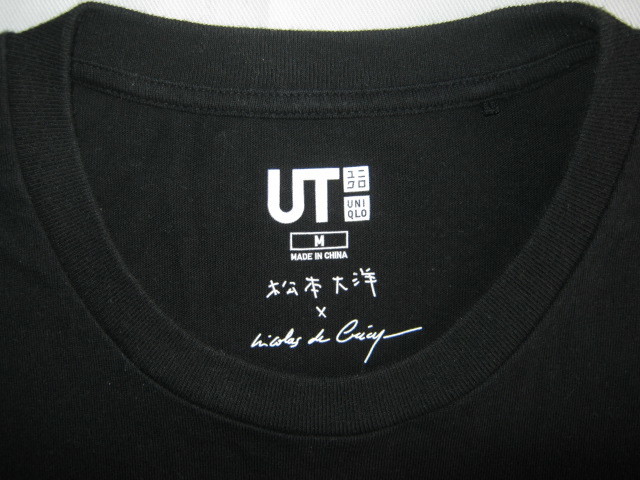 UT
ユニ
クロ
UNI
QLO
M
MADE IN CHINA
松本大洋
x
Nicolas de Crécy